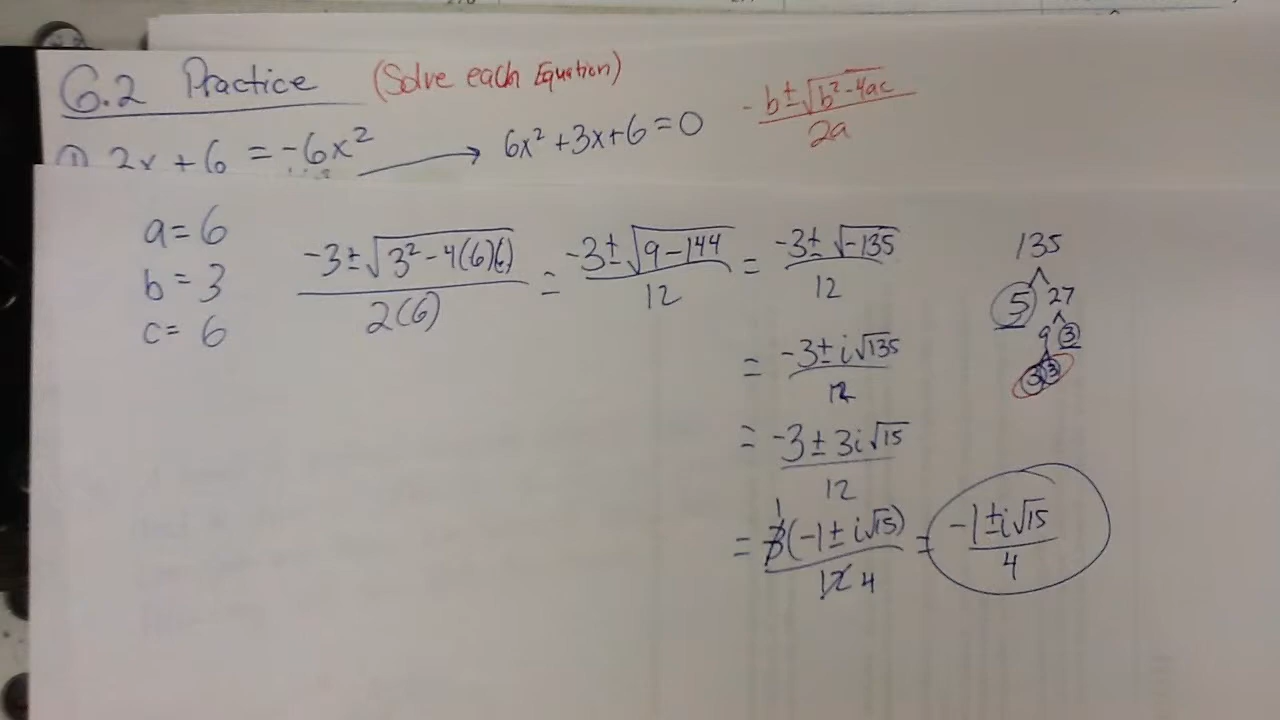 6.2 Practice (Solve each Equation)
-b±√b²-4ac / 2a
① 2x + 6 = -6x² → 6x² + 3x + 6 = 0
a = 6
b = 3
c = 6
-3±√3²-4(6)(6) / 2(6) = -3±√9-144 / 12 = -3±√-135 / 12
= -3±i√135 / 12
= -3±3i√15 / 12
= 3(-1±i√15) / 12 = -1±i√15 / 4
1
4
135
5 27
9 3
3 3